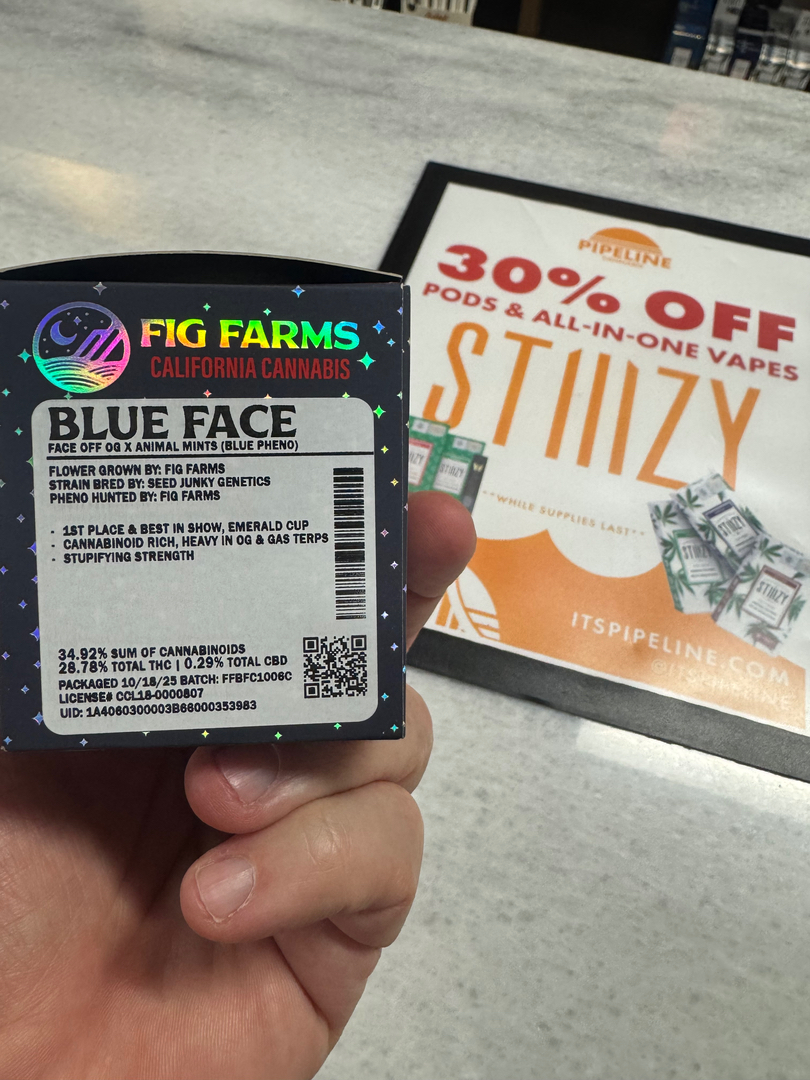 FIG FARMS
CALIFORNIA CANNABIS
BLUE FACE
FACE OFF OG X ANIMAL MINTS (BLUE PHENO)
FLOWER GROWN BY: FIG FARMS
STRAIN BRED BY: SEED JUNKY GENETICS
PHENO HUNTED BY: FIG FARMS
· 1ST PLACE & BEST IN SHOW, EMERALD CUP
· CANNABINOID RICH, HEAVY IN OG & GAS TERPS
· STUPIFYING STRENGTH
34.92% SUM OF CANNABINOIDS
28.78% TOTAL THC | 0.29% TOTAL CBD
PACKAGED 10/18/25 BATCH: FFBFC1006C
LICENSE# CCL18-0000807
UID: 1A4060300003B66000353983
PIPELINE
30% OFF
PODS & ALL-IN-ONE VAPES
STIIIZY
**WHILE SUPPLIES LAST**
STIIIZY
STIIIZY
STIIIZY
STIIIZY
ITSPIPELINE.COM